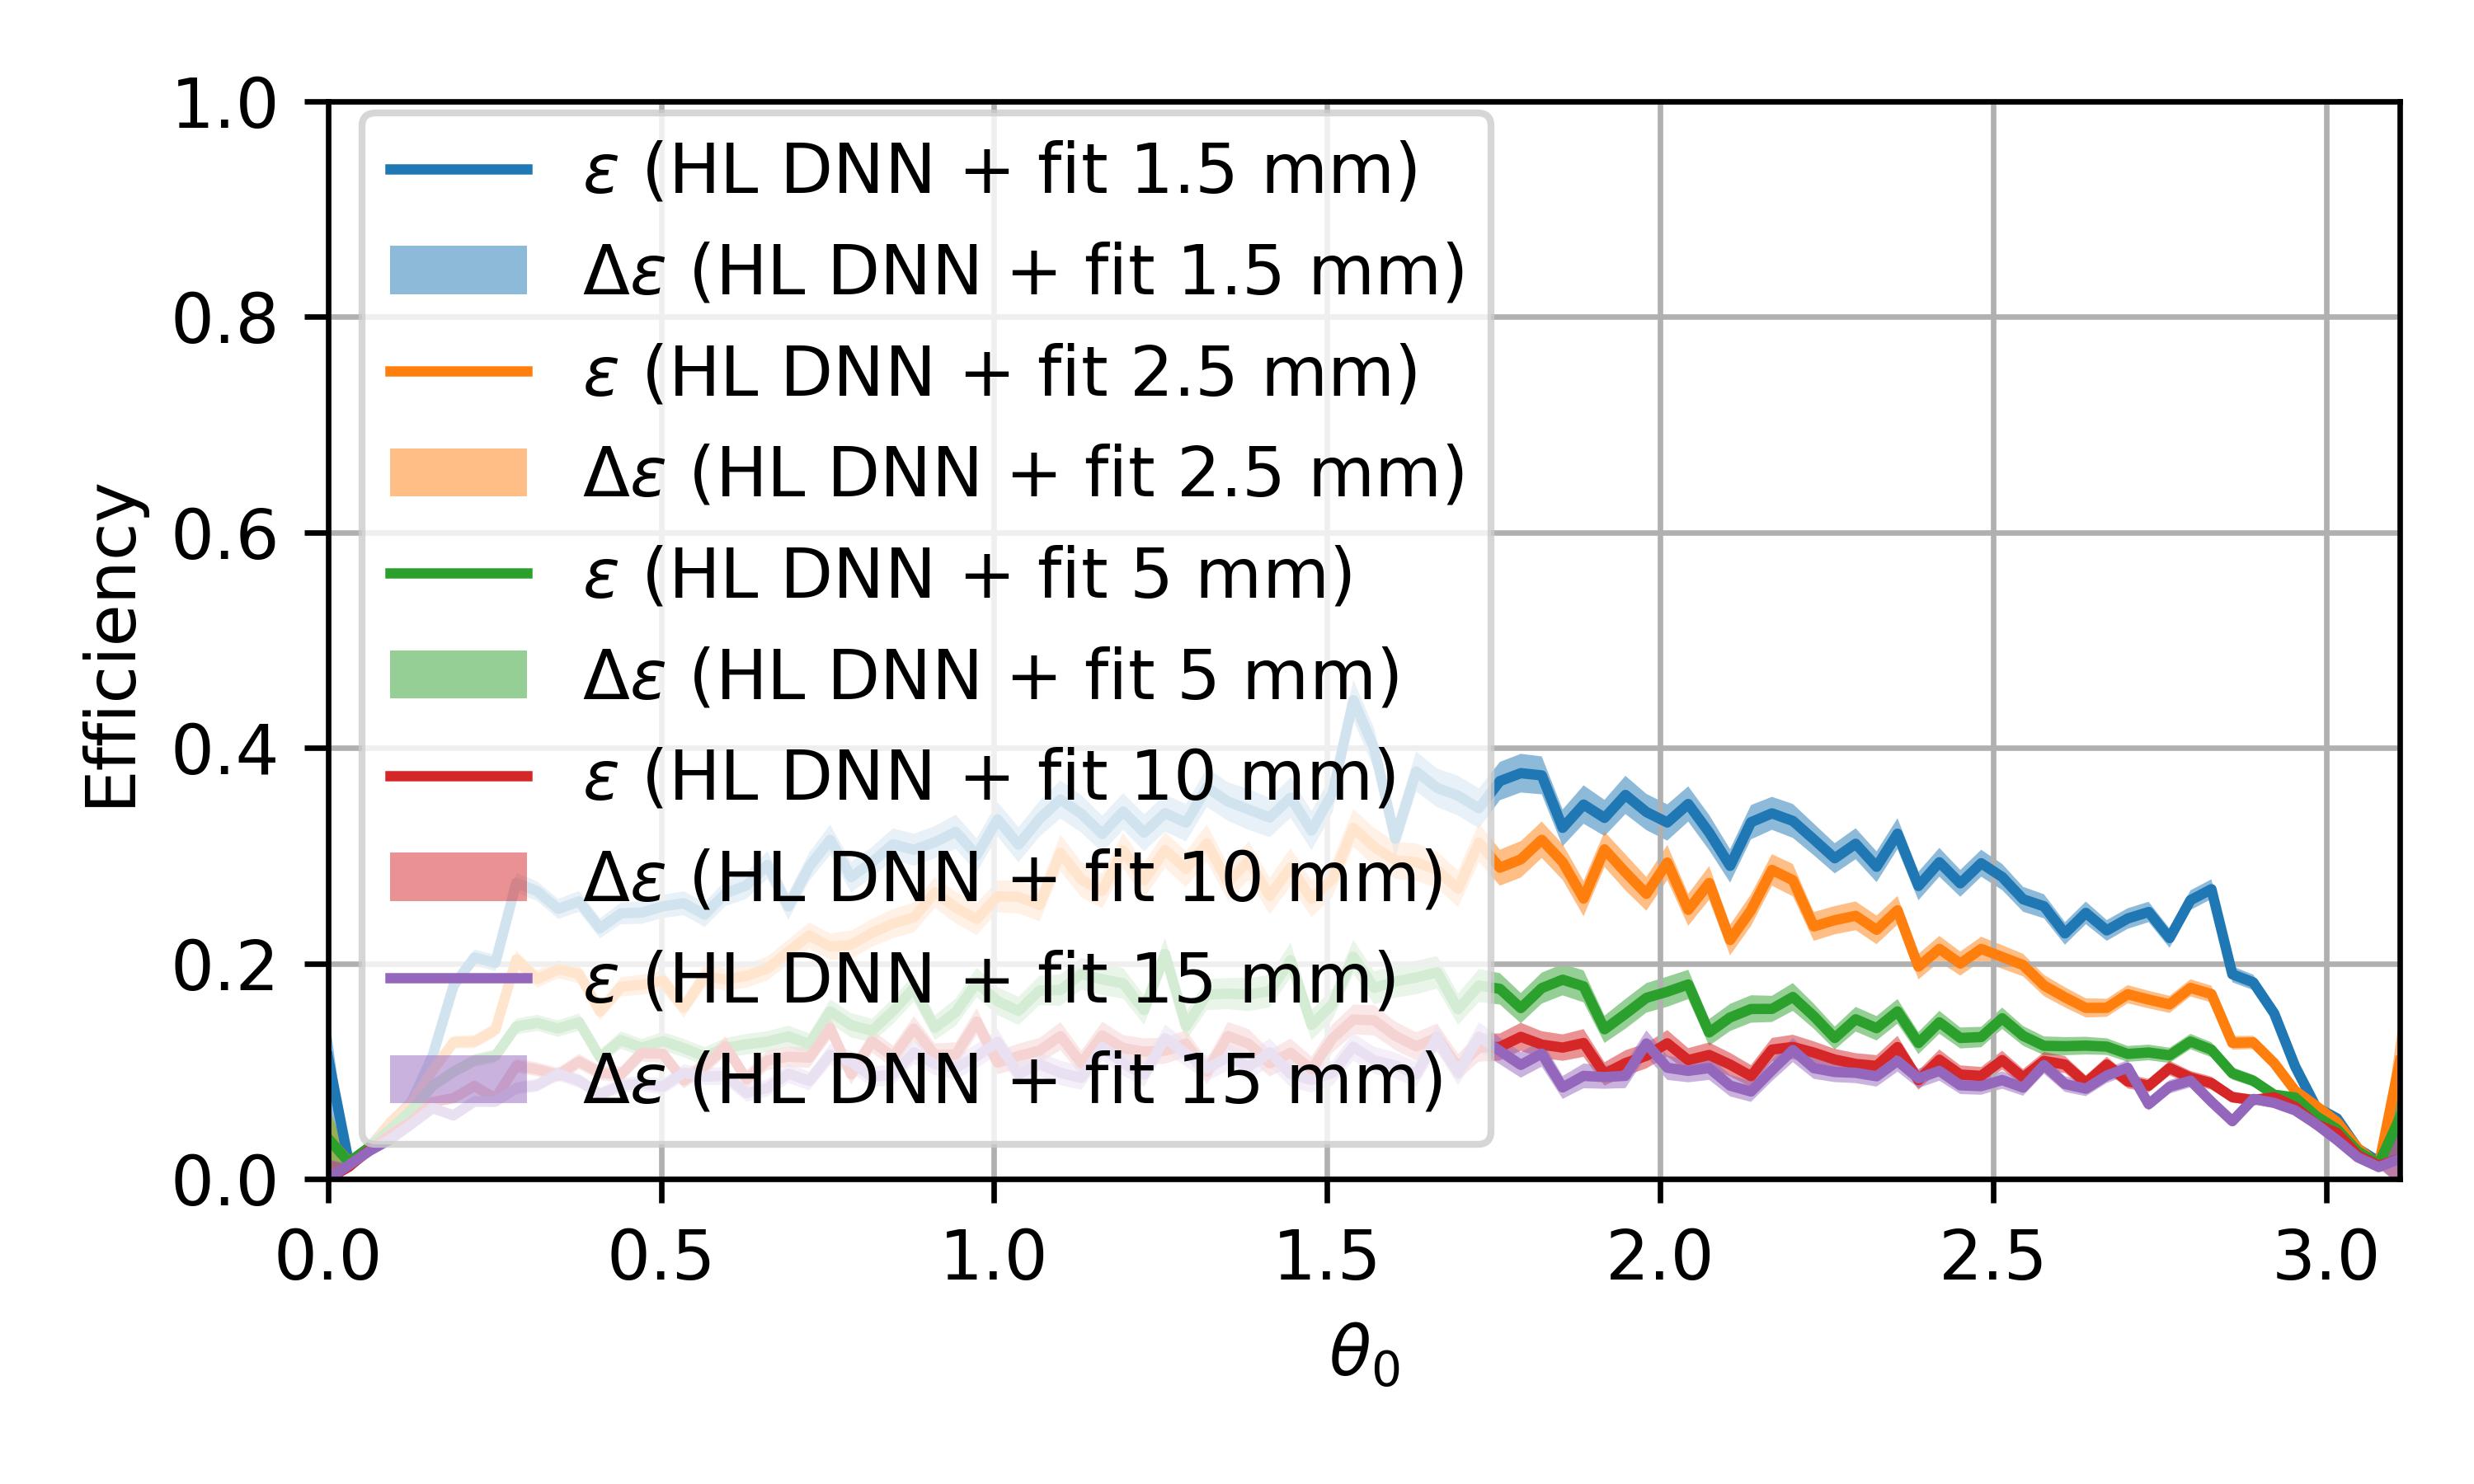 1.0
0.8
0.6
0.4
0.2
0.0
Efficiency
ε (HL DNN + fit 1.5 mm)
Δε (HL DNN + fit 1.5 mm)
ε (HL DNN + fit 2.5 mm)
Δε (HL DNN + fit 2.5 mm)
ε (HL DNN + fit 5 mm)
Δε (HL DNN + fit 5 mm)
ε (HL DNN + fit 10 mm)
Δε (HL DNN + fit 10 mm)
ε (HL DNN + fit 15 mm)
Δε (HL DNN + fit 15 mm)
0.0 0.5 1.0 1.5 2.0 2.5 3.0
θ₀